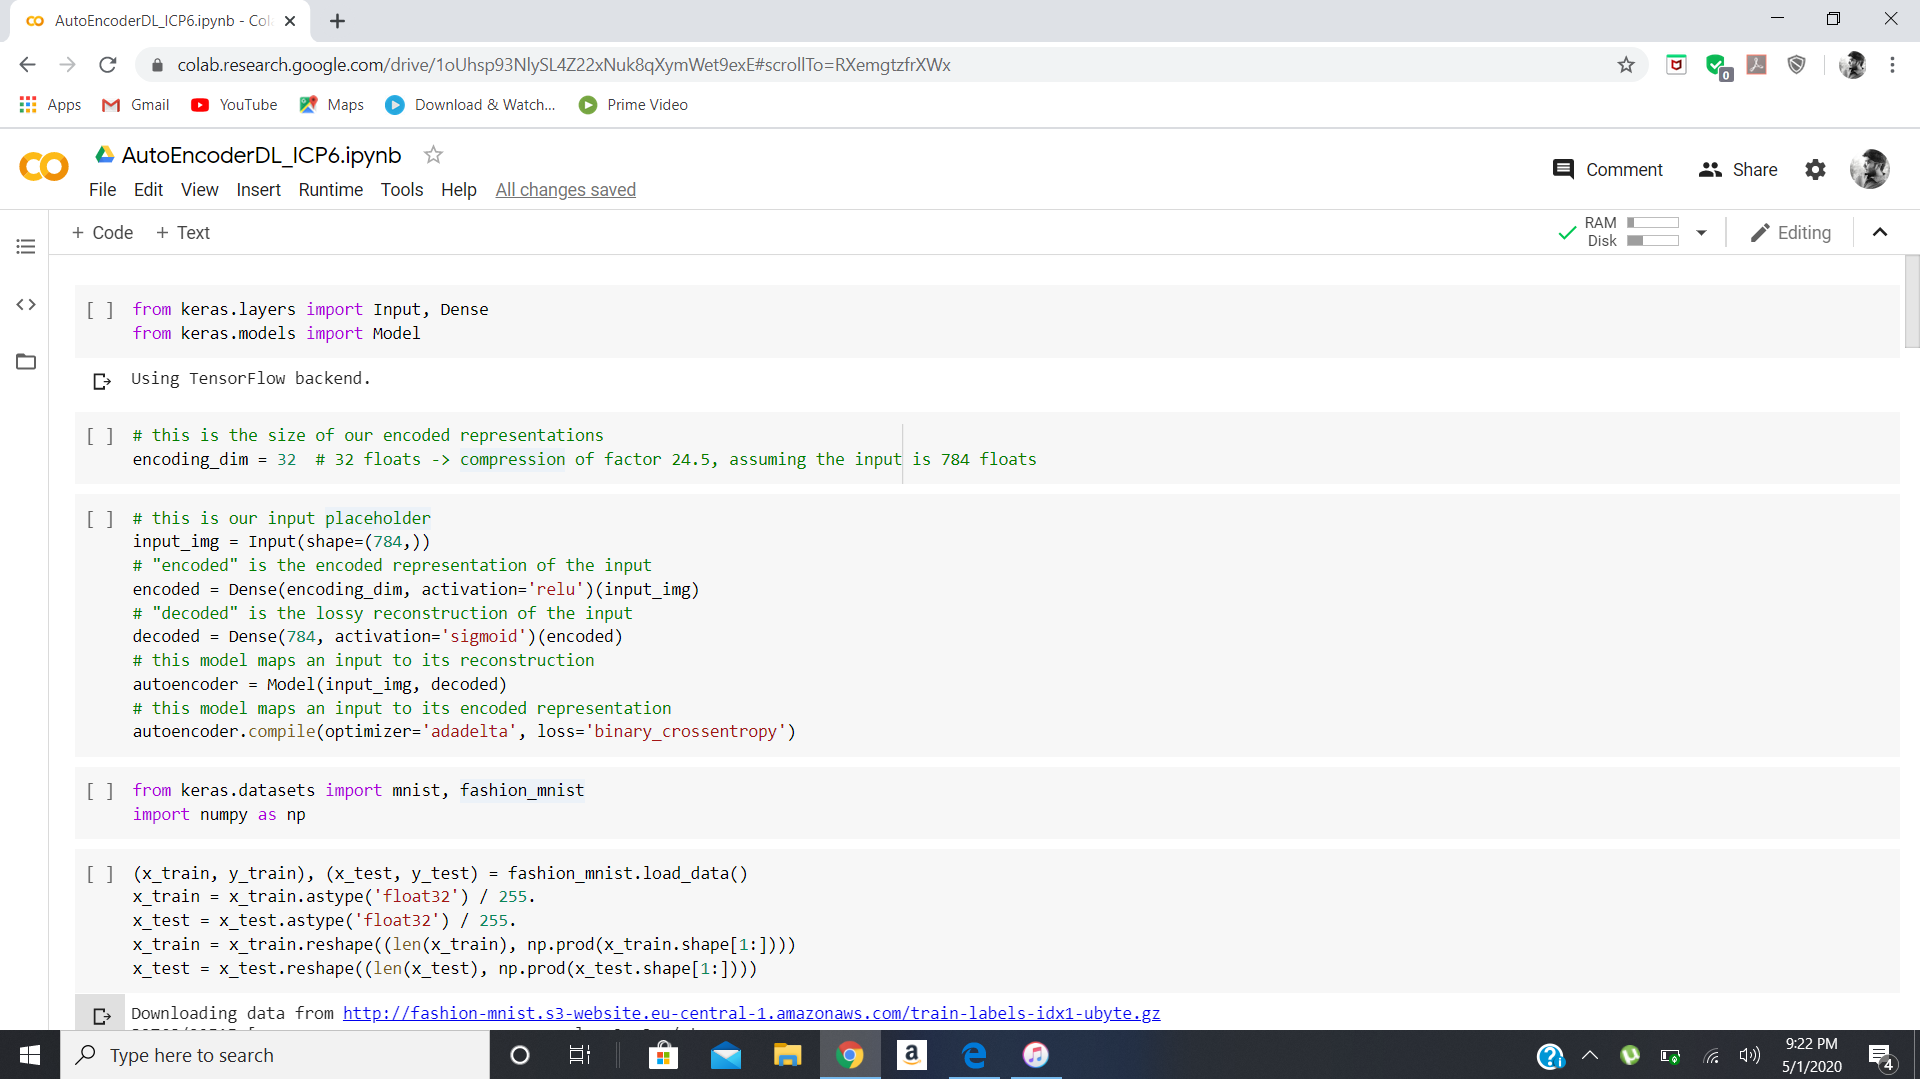 AutoEncoderDL_ICP6.ipynb - Col
colab.research.google.com/drive/1oUhsp93NlySL4Z22xNuk8qXymWet9exE#scrollTo=RXemgtzfrXWx
0
Apps Gmail YouTube Maps Download & Watch... Prime Video
AutoEncoderDL_ICP6.ipynb
File Edit View Insert Runtime Tools Help All changes saved
Comment Share
+ Code + Text
RAM
Disk
Editing
[ ] from keras.layers import Input, Dense
from keras.models import Model
Using TensorFlow backend.
[ ] # this is the size of our encoded representations
encoding_dim = 32  # 32 floats -> compression of factor 24.5, assuming the input is 784 floats
[ ] # this is our input placeholder
input_img = Input(shape=(784,))
# "encoded" is the encoded representation of the input
encoded = Dense(encoding_dim, activation='relu')(input_img)
# "decoded" is the lossy reconstruction of the input
decoded = Dense(784, activation='sigmoid')(encoded)
# this model maps an input to its reconstruction
autoencoder = Model(input_img, decoded)
# this model maps an input to its encoded representation
autoencoder.compile(optimizer='adadelta', loss='binary_crossentropy')
[ ] from keras.datasets import mnist, fashion_mnist
import numpy as np
[ ] (x_train, y_train), (x_test, y_test) = fashion_mnist.load_data()
x_train = x_train.astype('float32') / 255.
x_test = x_test.astype('float32') / 255.
x_train = x_train.reshape((len(x_train), np.prod(x_train.shape[1:])))
x_test = x_test.reshape((len(x_test), np.prod(x_test.shape[1:])))
Downloading data from http://fashion-mnist.s3-website.eu-central-1.amazonaws.com/train-labels-idx1-ubyte.gz
Type here to search
9:22 PM
5/1/2020
4